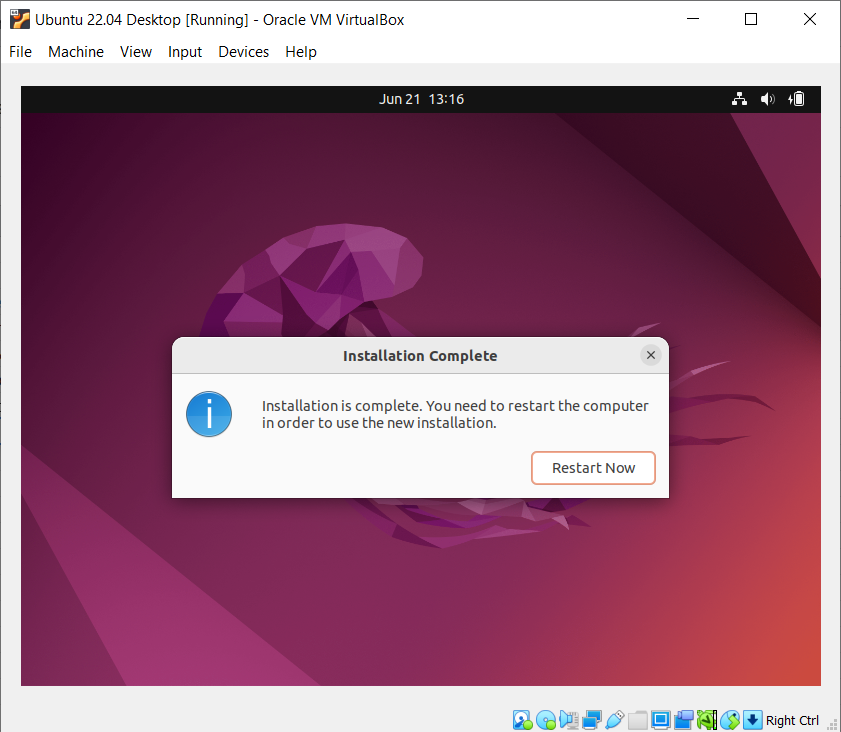 Ubuntu 22.04 Desktop [Running] - Oracle VM VirtualBox
File Machine View Input Devices Help
Jun 21 13:16
Installation Complete
Installation is complete. You need to restart the computer
in order to use the new installation.
Restart Now
Right Ctrl